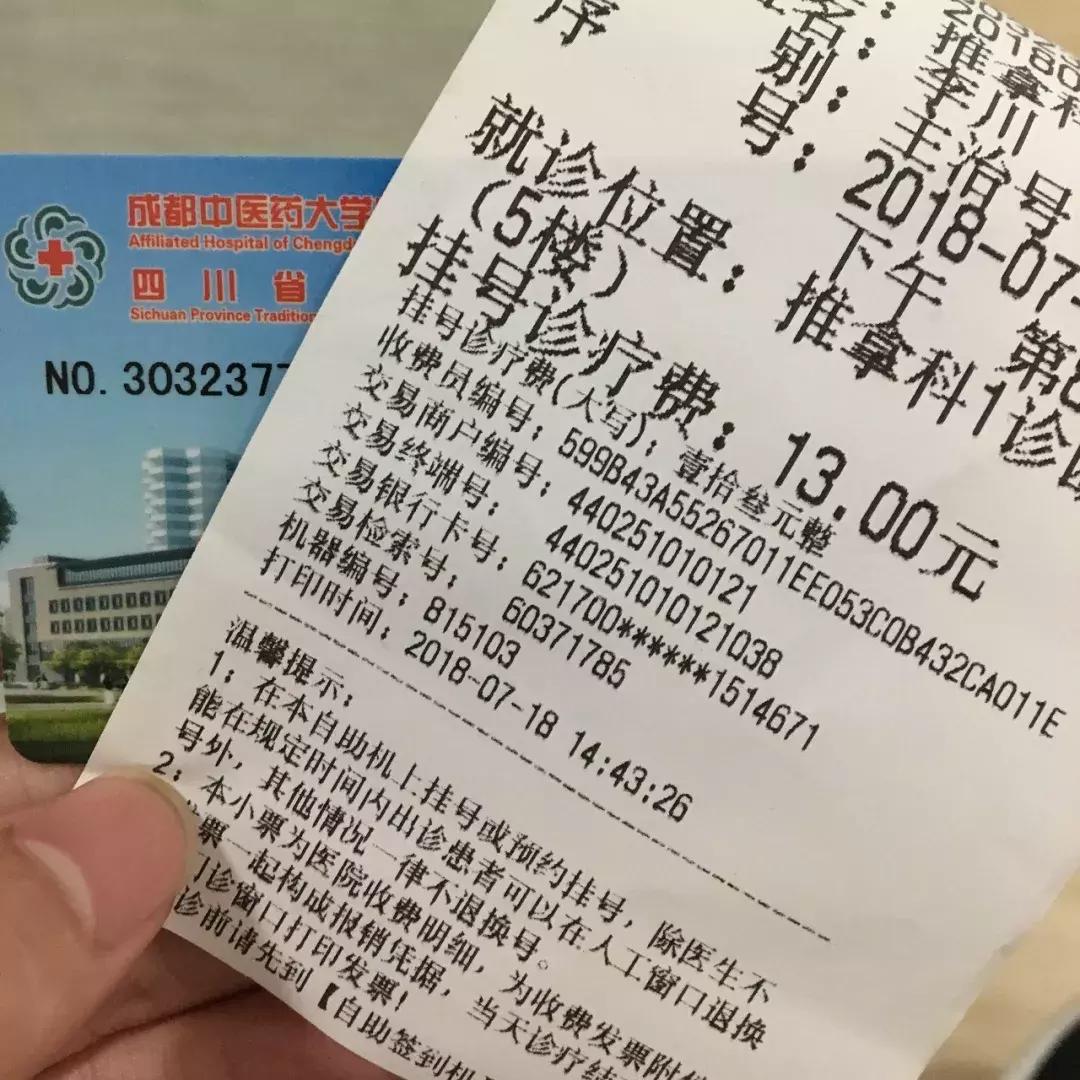 成都中医药大学
Affiliated Hospital of Chengd
四川省
Sichuan Province Tradition
NO. 3032377
序
名：
别：
号：
20180
推拿科
李川
主治号
2018-07-
下午 第8
就诊位置： 推拿科1诊
(5楼)
挂号诊疗费： 13.00元
挂号诊疗费(大写)：壹拾叁元整
收费员编号：599B43A55267011EE053C0B432CA011E
交易商户编号：440251010121
交易终端号：440251010121038
交易银行卡号：621700******1514671
交易检索号：60371785
机器编号：815103
打印时间：2018-07-18 14:43:26
温馨提示：
1：在本自助机上挂号或预约挂号，除医生不
能在规定时间内出诊患者可以在人工窗口退换
号外，其他情况一律不退换号。
2：本小票为医院收费明细，为收费发票附件
票一起构成报销凭据，当天诊疗结
门诊窗口打印发票！
诊前请先到【自助签到机